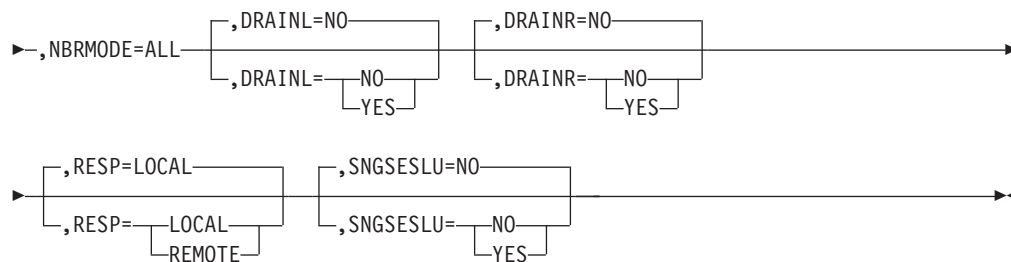 ,DRAINL=NO ,DRAINR=NO
,NBRMODE=ALL
,DRAINL= NO ,DRAINR= NO
YES YES
,RESP=LOCAL ,SNGSESLU=NO
,RESP= LOCAL ,SNGSESLU= NO
REMOTE YES